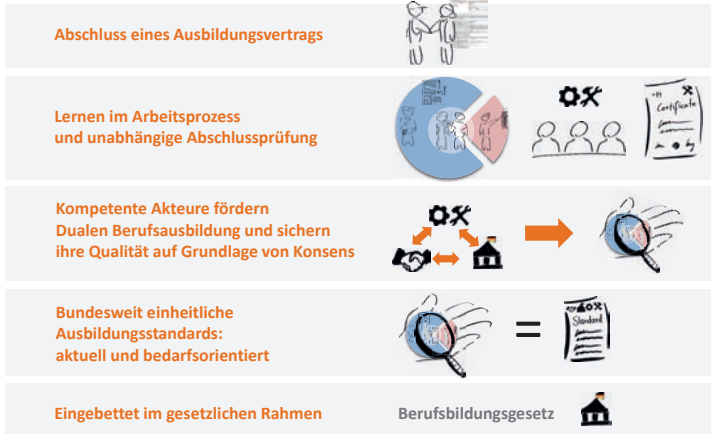 Abschluss eines Ausbildungsvertrags
Lernen im Arbeitsprozess
und unabhängige Abschlussprüfung
Certificate
Kompetente Akteure fördern
Dualen Berufsausbildung und sichern
ihre Qualität auf Grundlage von Konsens
Bundesweit einheitliche
Ausbildungsstandards:
aktuell und bedarfsorientiert
=
Standard
Eingebettet im gesetzlichen Rahmen
Berufsbildungsgesetz